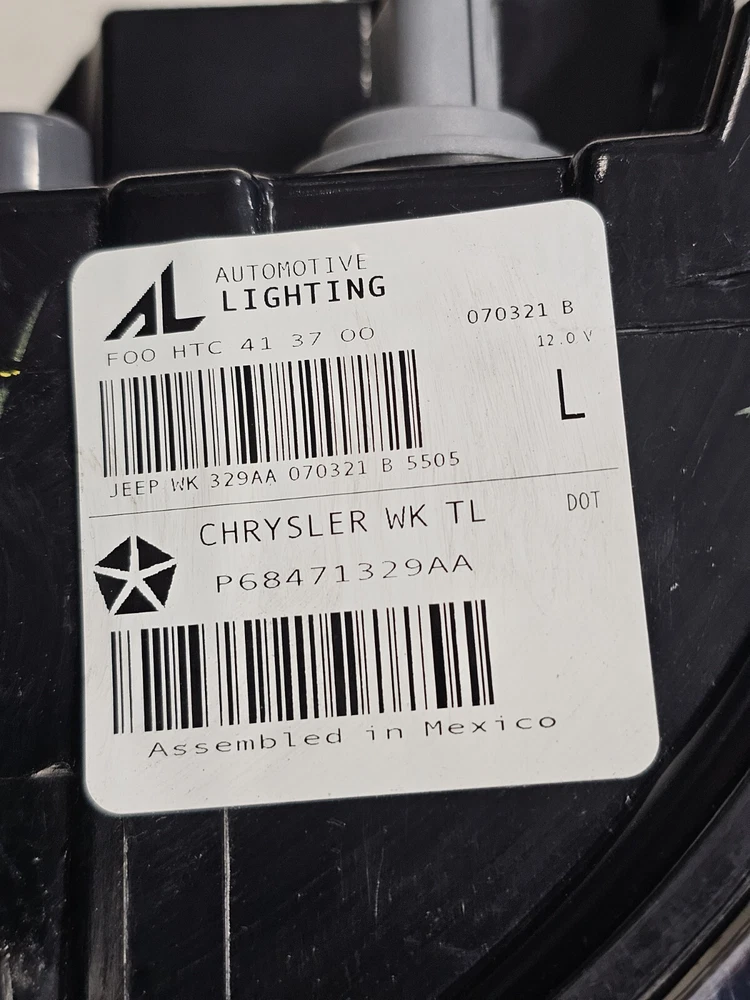 AL AUTOMOTIVE
LIGHTING
070321 B
FOO HTC 41 37 00
12.0 V
L
JEEP WK 329AA 070321 B 5505
CHRYSLER WK TL
DOT
P68471329AA
Assembled in Mexico